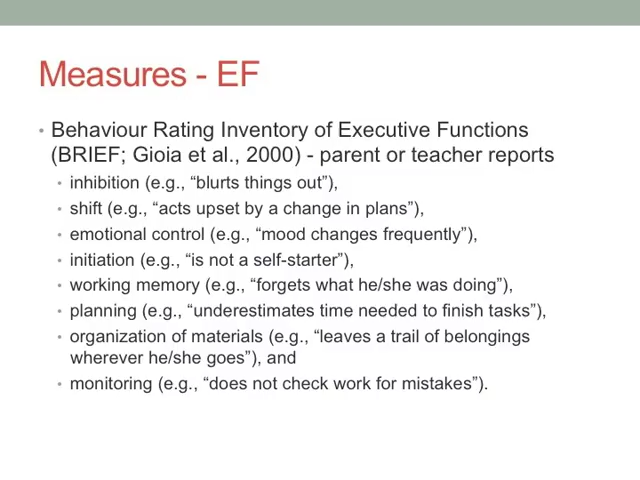 Measures - EF
• Behaviour Rating Inventory of Executive Functions
(BRIEF; Gioia et al., 2000) - parent or teacher reports
• inhibition (e.g., “blurts things out”),
• shift (e.g., “acts upset by a change in plans”),
• emotional control (e.g., “mood changes frequently”),
• initiation (e.g., “is not a self-starter”),
• working memory (e.g., “forgets what he/she was doing”),
• planning (e.g., “underestimates time needed to finish tasks”),
• organization of materials (e.g., “leaves a trail of belongings
wherever he/she goes”), and
• monitoring (e.g., “does not check work for mistakes”).